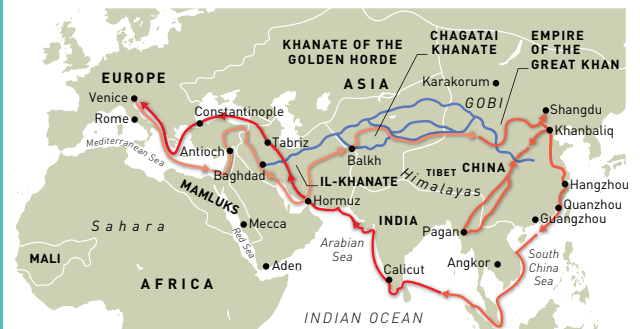 KHANATE OF THE
GOLDEN HORDE
CHAGATAI
KHANATE
EMPIRE
OF THE
GREAT KHAN
EUROPE
ASIA
Karakorum
GOBI
Venice
Rome
Constantinople
Shangdu
Khanbaliq
Mediterranean
Sea
Antioch
Tabriz
Balkh
Baghdad
IL-KHANATE
TIBET
CHINA
Himalayas
MAMLUKS
Hormuz
Hangzhou
Quanzhou
Guangzhou
Sahara
Mecca
Red Sea
INDIA
Pagan
Arabian
Sea
MALI
Aden
Calicut
Angkor
South
China
Sea
AFRICA
INDIAN OCEAN